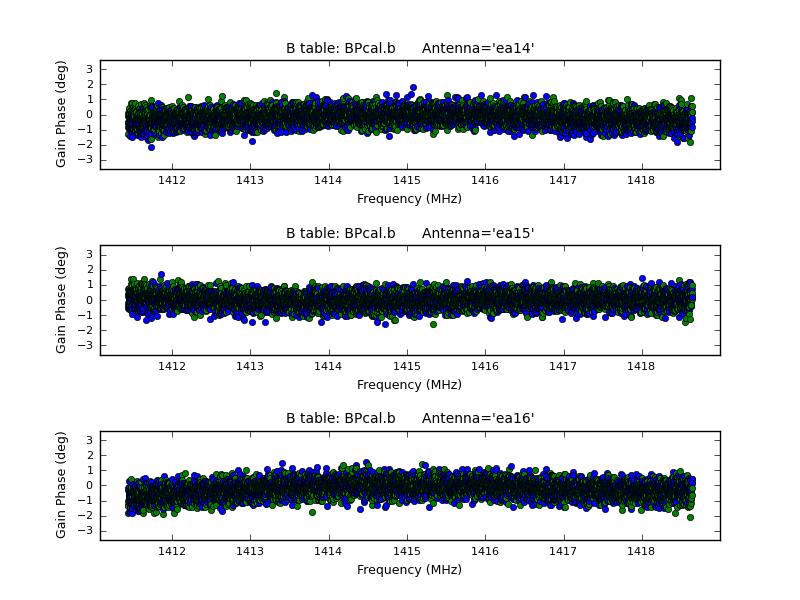 B table: BPcal.b Antenna='ea14'
3
2
1
0
−1
−2
−3
Gain Phase (deg)
1412 1413 1414 1415 1416 1417 1418
Frequency (MHz)
B table: BPcal.b Antenna='ea15'
3
2
1
0
−1
−2
−3
Gain Phase (deg)
1412 1413 1414 1415 1416 1417 1418
Frequency (MHz)
B table: BPcal.b Antenna='ea16'
3
2
1
0
−1
−2
−3
Gain Phase (deg)
1412 1413 1414 1415 1416 1417 1418
Frequency (MHz)